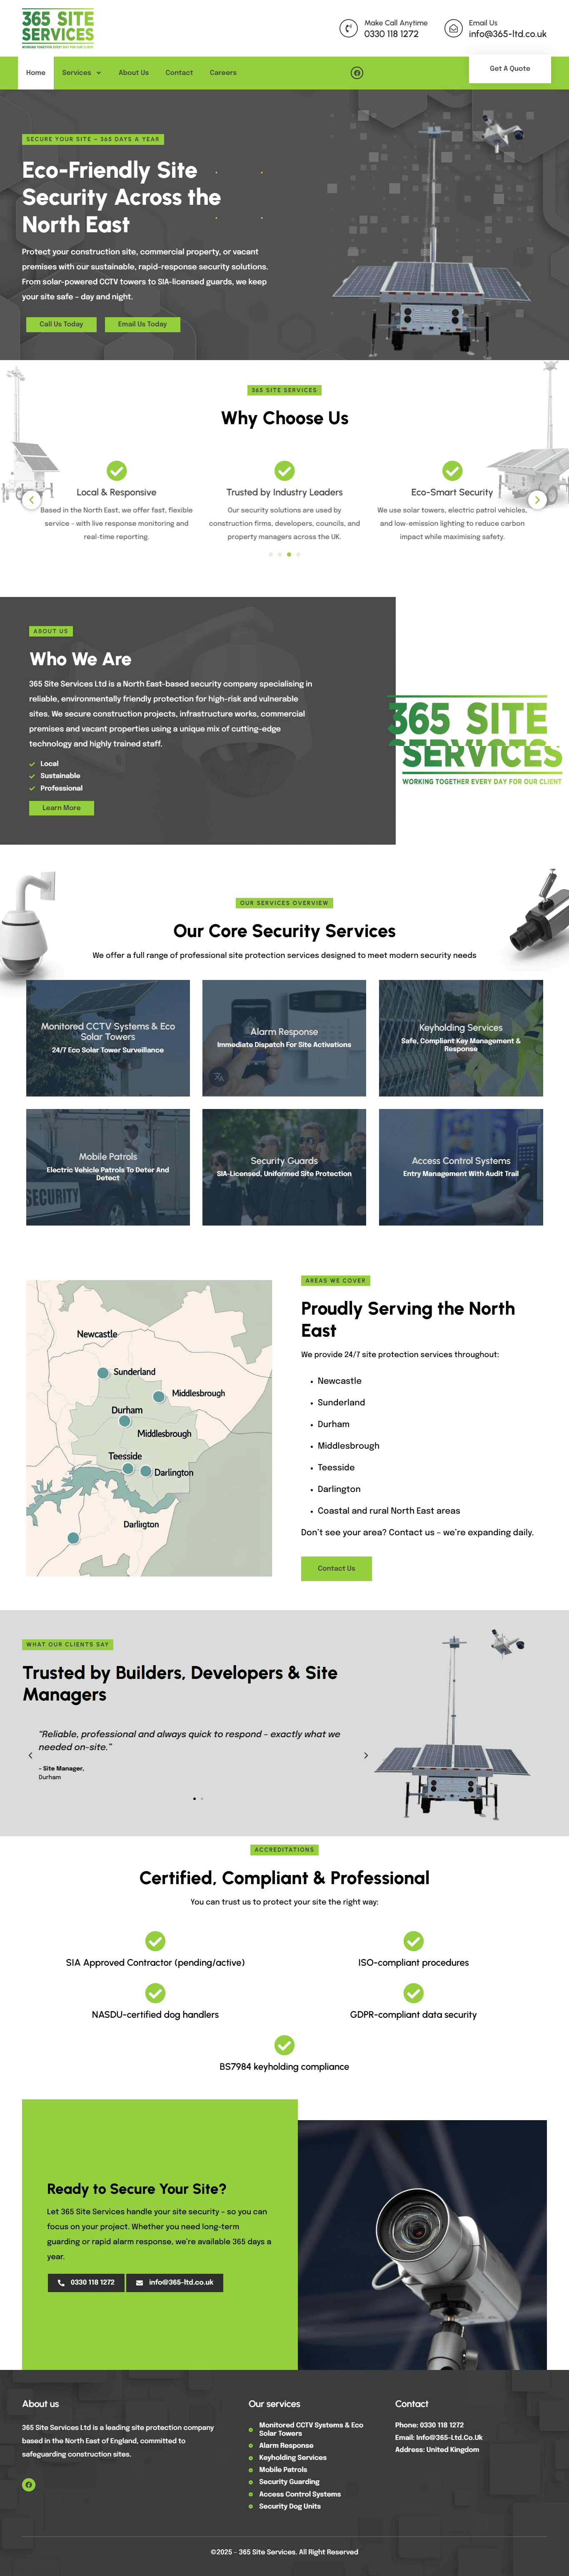 365 SITE
SERVICES
WORKING TOGETHER EVERY DAY FOR OUR CLIENT
Make Call Anytime
0330 118 1272
Email Us
info@365-ltd.co.uk
Home
Services
About Us
Contact
Careers
Get A Quote
SECURE YOUR SITE – 365 DAYS A YEAR
Eco-Friendly Site
Security Across the
North East
Protect your construction site, commercial property, or vacant
premises with our sustainable, rapid-response security solutions.
From solar-powered CCTV towers to SIA-licensed guards, we keep
your site safe – day and night.
Call Us Today
Email Us Today
365 SITE SERVICES
Why Choose Us
Local & Responsive
Based in the North East, we offer fast, flexible
service – with live response monitoring and
real-time reporting.
Trusted by Industry Leaders
Our security solutions are used by
construction firms, developers, councils, and
property managers across the UK.
Eco-Smart Security
We use solar towers, electric patrol vehicles,
and low-emission lighting to reduce carbon
impact while maximising safety.
ABOUT US
Who We Are
365 Site Services Ltd is a North East-based security company specialising in
reliable, environmentally friendly protection for high-risk and vulnerable
sites. We secure construction projects, infrastructure works, commercial
premises and vacant properties using a unique mix of cutting-edge
technology and highly trained staff.
Local
Sustainable
Professional
Learn More
365 SITE
SERVICES
WORKING TOGETHER EVERY DAY FOR OUR CLIENT
OUR SERVICES OVERVIEW
Our Core Security Services
We offer a full range of professional site protection services designed to meet modern security needs
Monitored CCTV Systems & Eco
Solar Towers
24/7 Eco Solar Tower Surveillance
Alarm Response
Immediate Dispatch For Site Activations
Keyholding Services
Safe, Compliant Key Management &
Response
Mobile Patrols
Electric Vehicle Patrols To Deter And
Detect
SECURITY
Security Guards
SIA-Licensed, Uniformed Site Protection
Access Control Systems
Entry Management With Audit Trail
Newcastle
Sunderland
Middlesbrough
Durham
Middlesbrough
Teesside
Darlington
Darlington
AREAS WE COVER
Proudly Serving the North
East
We provide 24/7 site protection services throughout:
Newcastle
Sunderland
Durham
Middlesbrough
Teesside
Darlington
Coastal and rural North East areas
Don't see your area? Contact us – we're expanding daily.
Contact Us
WHAT OUR CLIENTS SAY
Trusted by Builders, Developers & Site
Managers
"Reliable, professional and always quick to respond – exactly what we
needed on-site."
– Site Manager,
Durham
ACCREDITATIONS
Certified, Compliant & Professional
You can trust us to protect your site the right way:
SIA Approved Contractor (pending/active)
ISO-compliant procedures
NASDU-certified dog handlers
GDPR-compliant data security
BS7984 keyholding compliance
Ready to Secure Your Site?
Let 365 Site Services handle your site security – so you can
focus on your project. Whether you need long-term
guarding or rapid alarm response, we're available 365 days a
year.
0330 118 1272
info@365-ltd.co.uk
About us
365 Site Services Ltd is a leading site protection company
based in the North East of England, committed to
safeguarding construction sites.
Our services
Monitored CCTV Systems & Eco
Solar Towers
Alarm Response
Keyholding Services
Mobile Patrols
Security Guarding
Access Control Systems
Security Dog Units
Contact
Phone: 0330 118 1272
Email: Info@365-Ltd.Co.Uk
Address: United Kingdom
©2025 – 365 Site Services. All Right Reserved